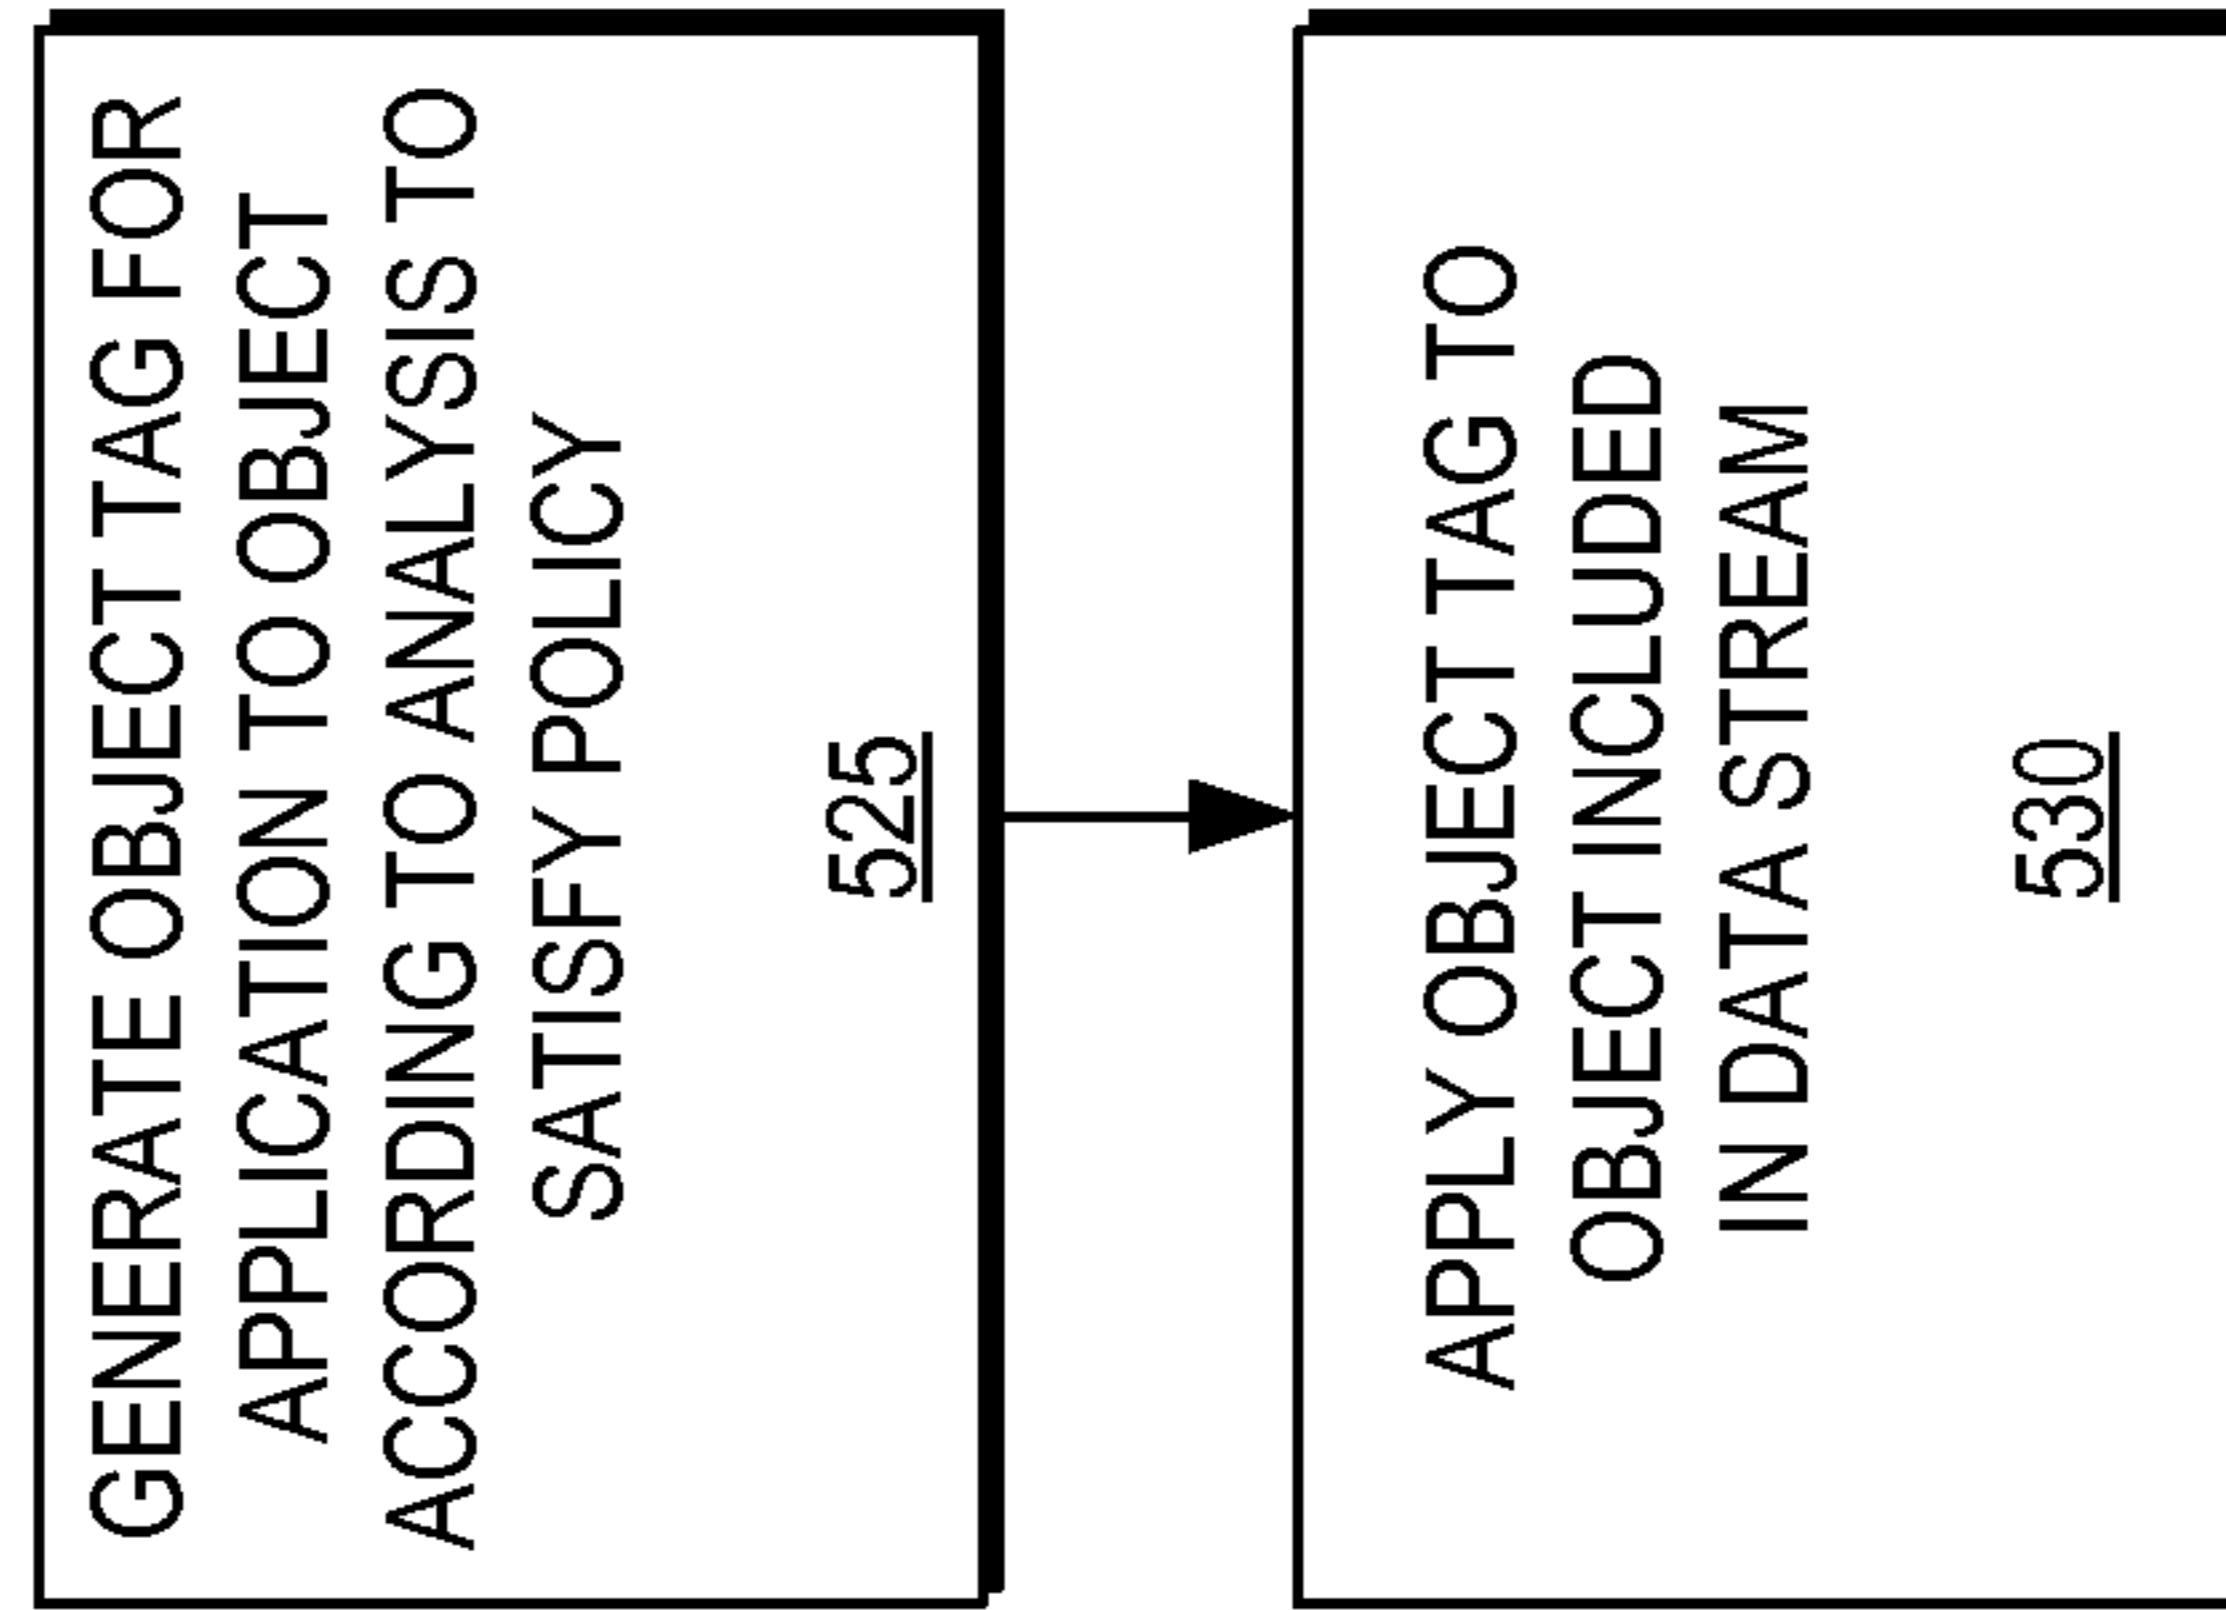 GENERATE OBJECT TAG FOR
APPLICATION TO OBJECT
ACCORDING TO ANALYSIS TO
SATISFY POLICY
525
APPLY OBJECT TAG TO
OBJECT INCLUDED
IN DATA STREAM
530